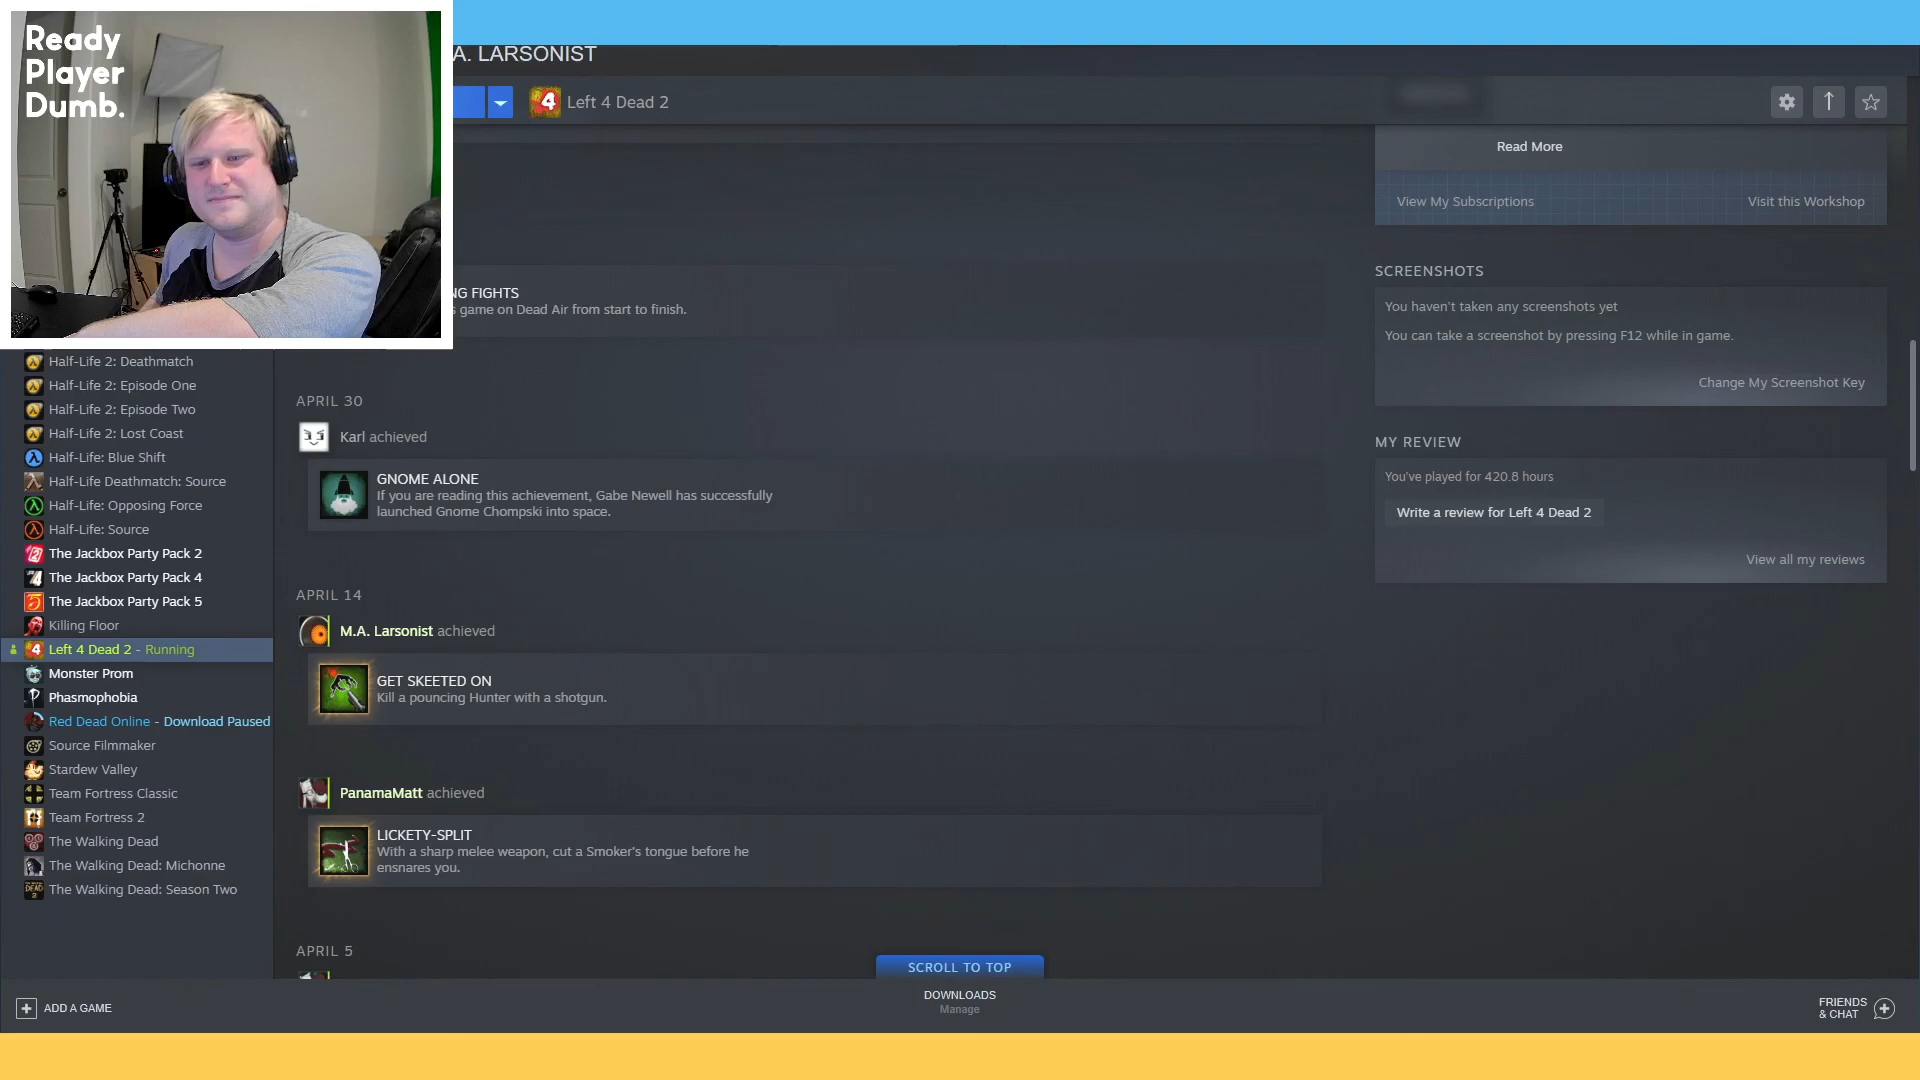 Ready
Player
Dumb.
A. LARSONIST
Left 4 Dead 2
Read More
View My Subscriptions
Visit this Workshop
NG FIGHTS
game on Dead Air from start to finish.
SCREENSHOTS
You haven't taken any screenshots yet
You can take a screenshot by pressing F12 while in game.
Change My Screenshot Key
MY REVIEW
You've played for 420.8 hours
Write a review for Left 4 Dead 2
View all my reviews
Half-Life 2: Deathmatch
Half-Life 2: Episode One
Half-Life 2: Episode Two
Half-Life 2: Lost Coast
Half-Life: Blue Shift
Half-Life Deathmatch: Source
Half-Life: Opposing Force
Half-Life: Source
The Jackbox Party Pack 2
The Jackbox Party Pack 4
The Jackbox Party Pack 5
Killing Floor
Left 4 Dead 2 - Running
Monster Prom
Phasmophobia
Red Dead Online - Download Paused
Source Filmmaker
Stardew Valley
Team Fortress Classic
Team Fortress 2
The Walking Dead
The Walking Dead: Michonne
The Walking Dead: Season Two
APRIL 30
Karl achieved
GNOME ALONE
If you are reading this achievement, Gabe Newell has successfully
launched Gnome Chompski into space.
APRIL 14
M.A. Larsonist achieved
GET SKEETED ON
Kill a pouncing Hunter with a shotgun.
PanamaMatt achieved
LICKETY-SPLIT
With a sharp melee weapon, cut a Smoker's tongue before he
ensnares you.
APRIL 5
SCROLL TO TOP
ADD A GAME
DOWNLOADS
Manage
FRIENDS
& CHAT